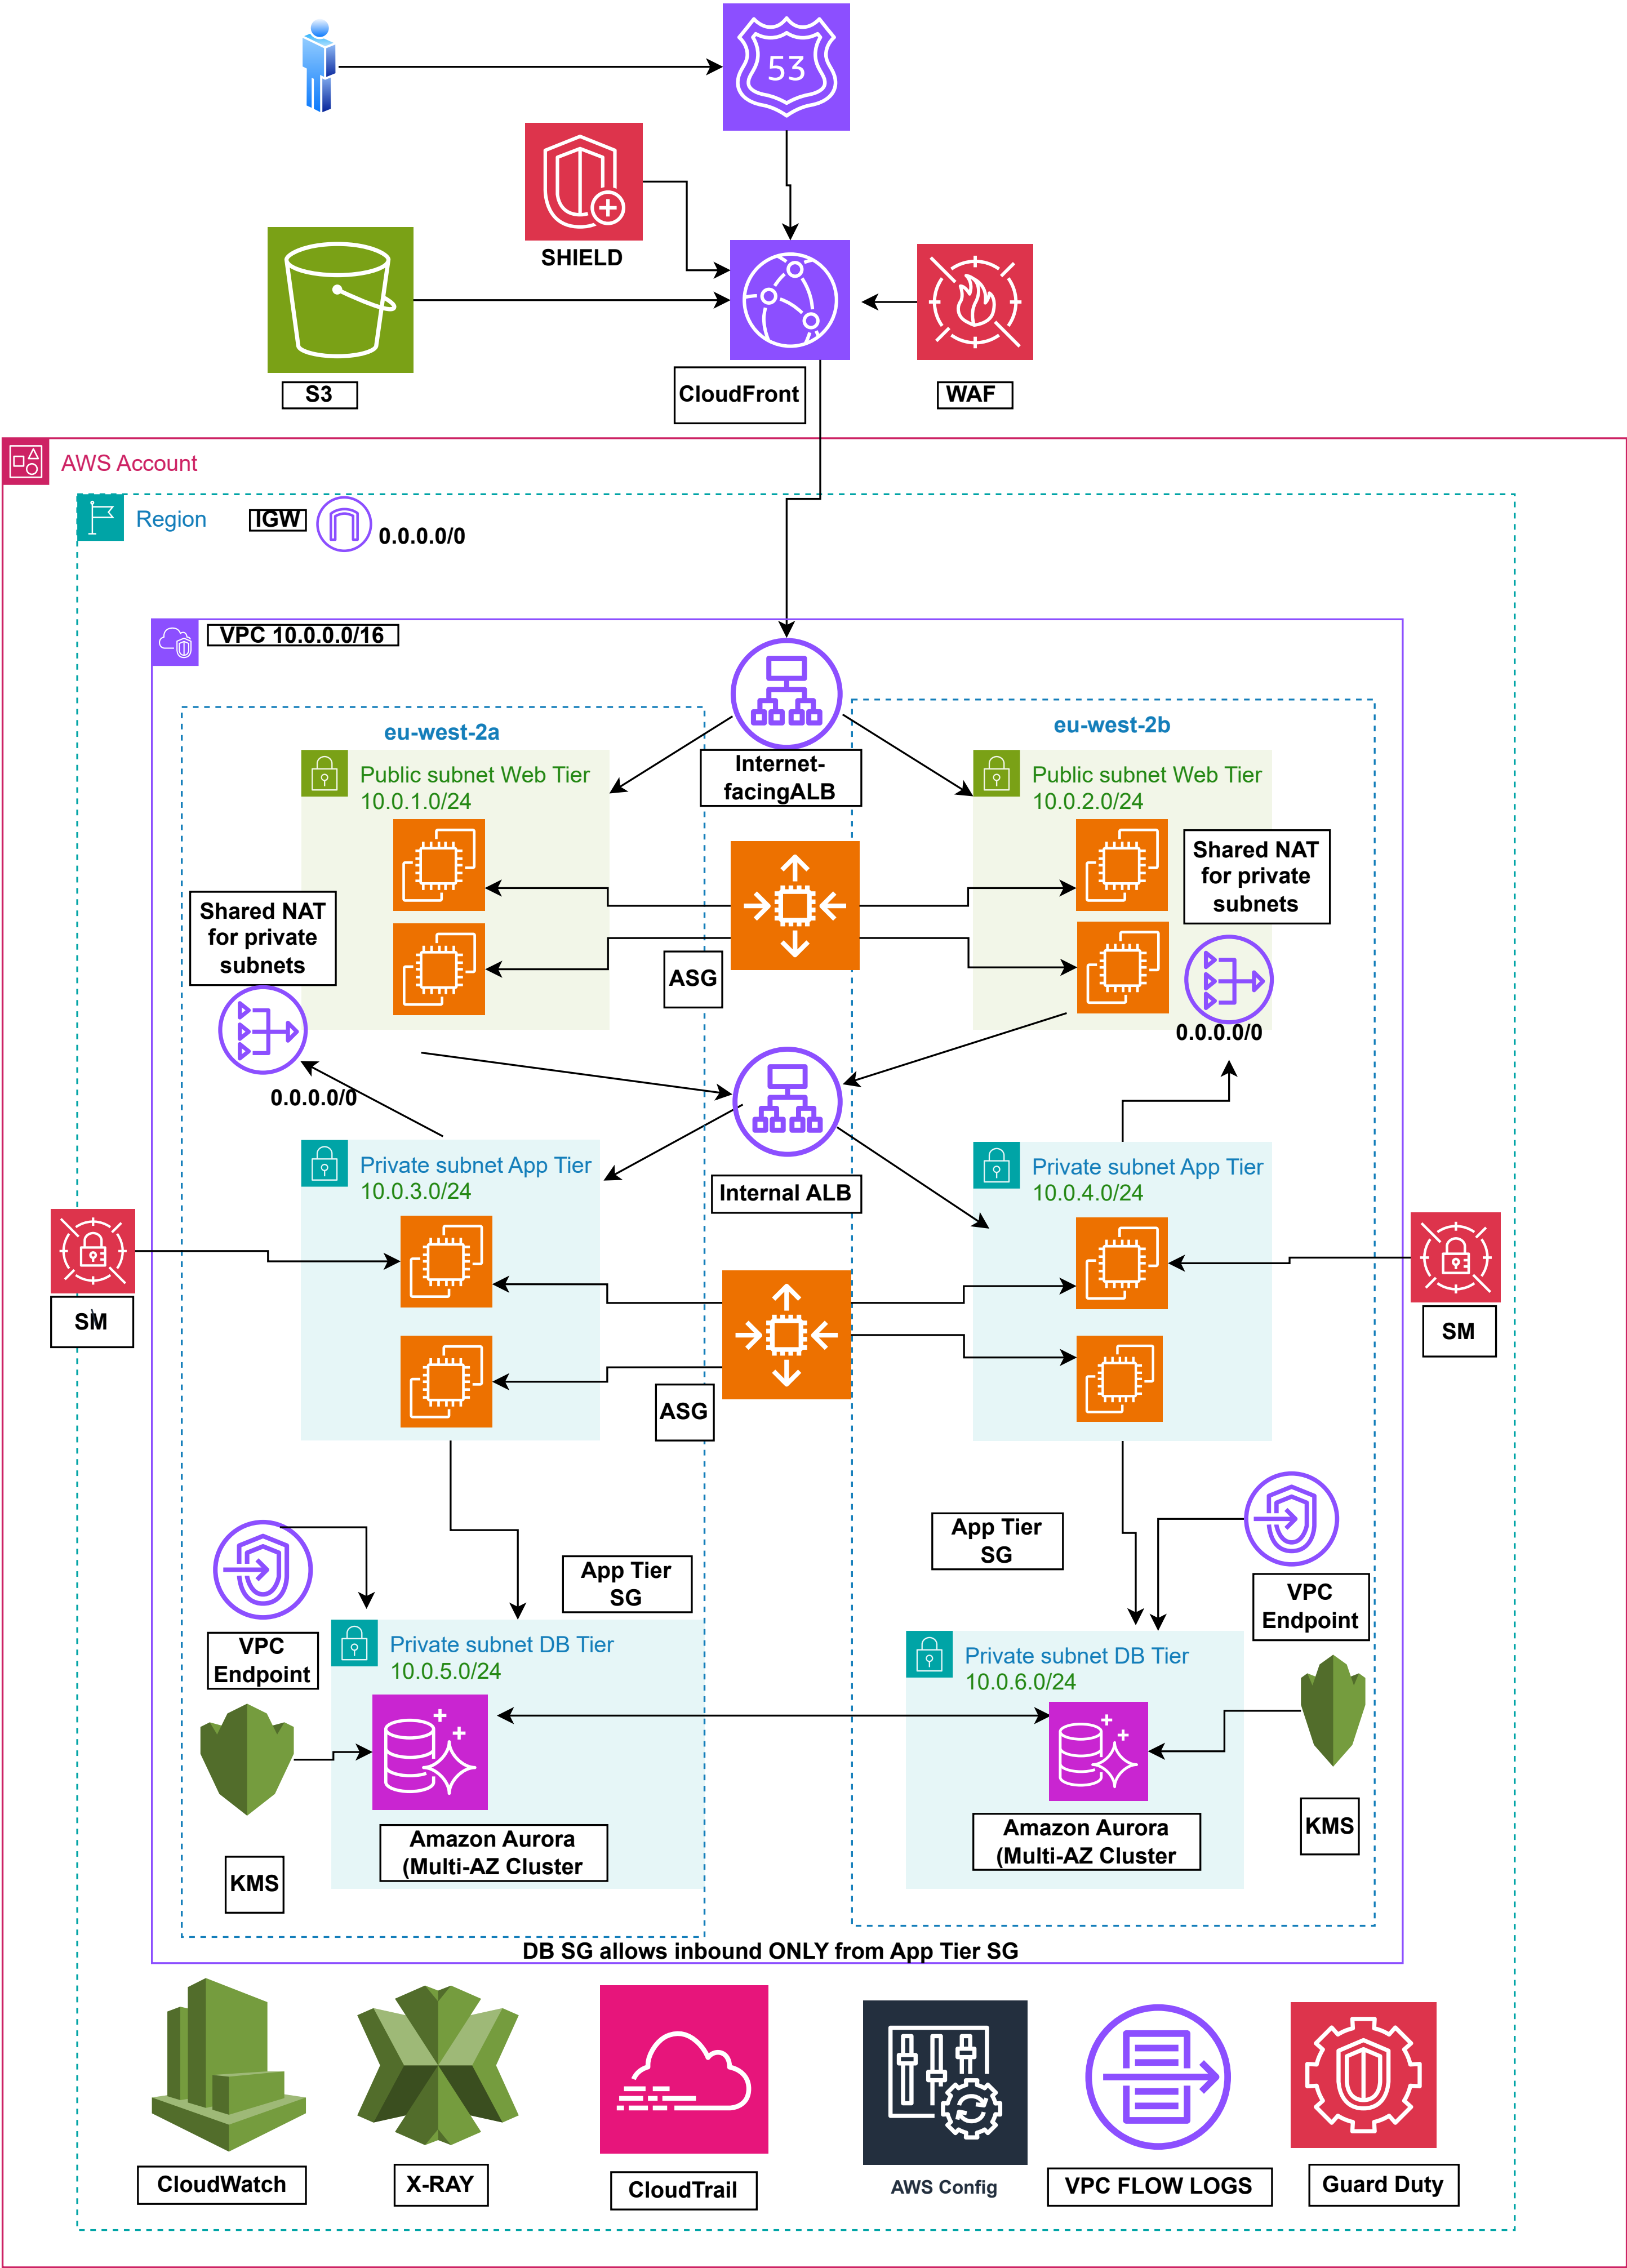 53
SHIELD
S3
CloudFront
WAF
AWS Account
Region
IGW
0.0.0.0/0
VPC 10.0.0.0/16
eu-west-2a
eu-west-2b
Public subnet Web Tier
10.0.1.0/24
Internet-
facingALB
Public subnet Web Tier
10.0.2.0/24
Shared NAT
for private
subnets
Shared NAT
for private
subnets
ASG
0.0.0.0/0
0.0.0.0/0
Private subnet App Tier
10.0.3.0/24
Internal ALB
Private subnet App Tier
10.0.4.0/24
SM
SM
ASG
App Tier
SG
App Tier
SG
VPC
Endpoint
VPC
Endpoint
Private subnet DB Tier
10.0.5.0/24
Private subnet DB Tier
10.0.6.0/24
Amazon Aurora
(Multi-AZ Cluster
Amazon Aurora
(Multi-AZ Cluster
KMS
KMS
DB SG allows inbound ONLY from App Tier SG
CloudWatch
X-RAY
CloudTrail
AWS Config
VPC FLOW LOGS
Guard Duty